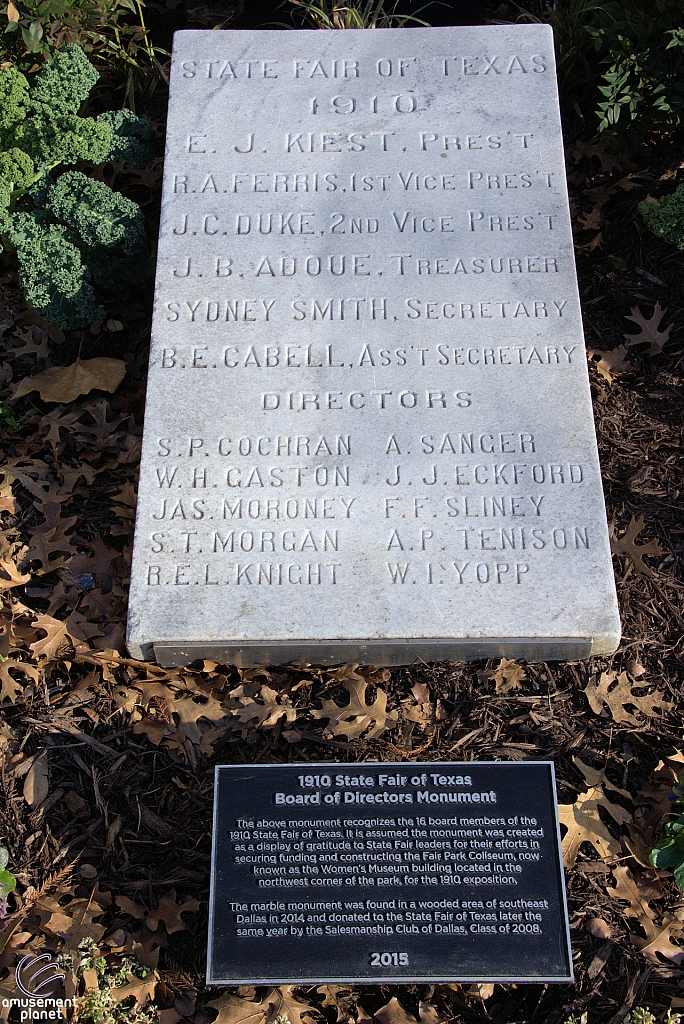 STATE FAIR OF TEXAS
1910
E. J. KIEST, PRES'T
R.A. FERRIS, 1ST VICE PRES'T
J.C. DUKE, 2ND VICE PRES'T
J. B. ADOUE, TREASURER
SYDNEY SMITH, SECRETARY
B.E. CABELL, ASS'T SECRETARY
DIRECTORS
S.P. COCHRAN A. SANGER
W.H. GASTON J. J. ECKFORD
JAS. MORONEY F.F. SLINEY
S.T. MORGAN A.P. TENISON
R.E.L. KNIGHT W.I. YOPP
1910 State Fair of Texas
Board of Directors Monument
The above monument recognizes the 16 board members of the
1910 State Fair of Texas. It is assumed the monument was created
as a display of gratitude to State Fair leaders for their efforts in
securing funding and constructing the Fair Park Coliseum, now
known as the Women's Museum building located in the
northwest corner of the park, for the 1910 exposition.
The marble monument was found in a wooded area of southeast
Dallas in 2014 and donated to the State Fair of Texas later the
same year by the Salesmanship Club of Dallas, Class of 2008.
2015
amusement
planet